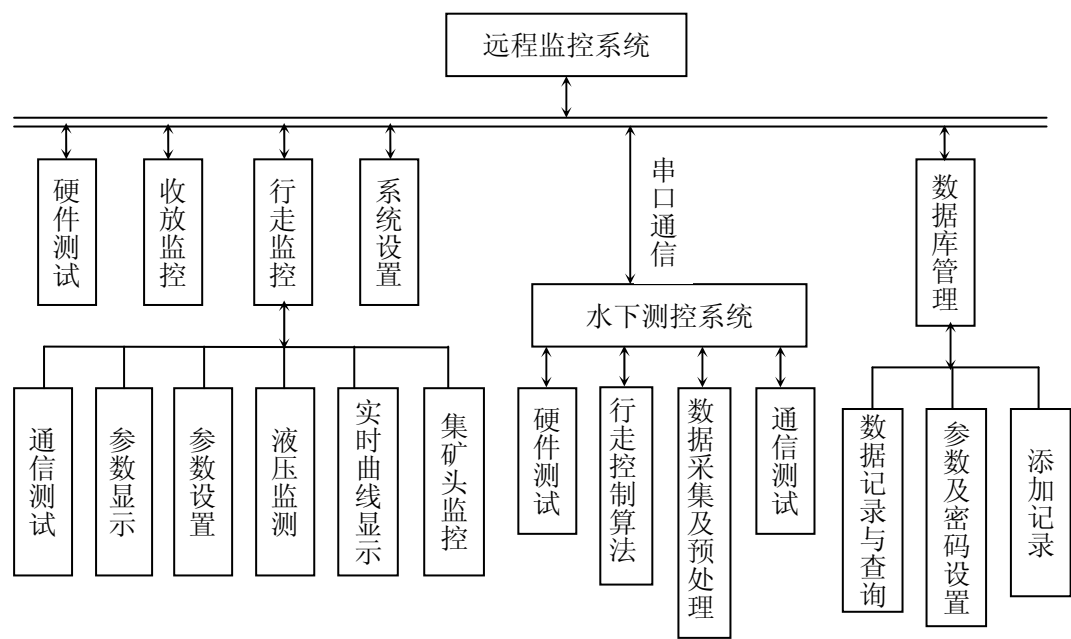 远程监控系统
硬件测试
收放监控
行走监控
系统设置
串口通信
数据库管理
水下测控系统
通信测试
参数显示
参数设置
液压监测
实时曲线显示
集矿头监控
硬件测试
行走控制算法
数据采集及预处理
通信测试
数据记录与查询
参数及密码设置
添加记录